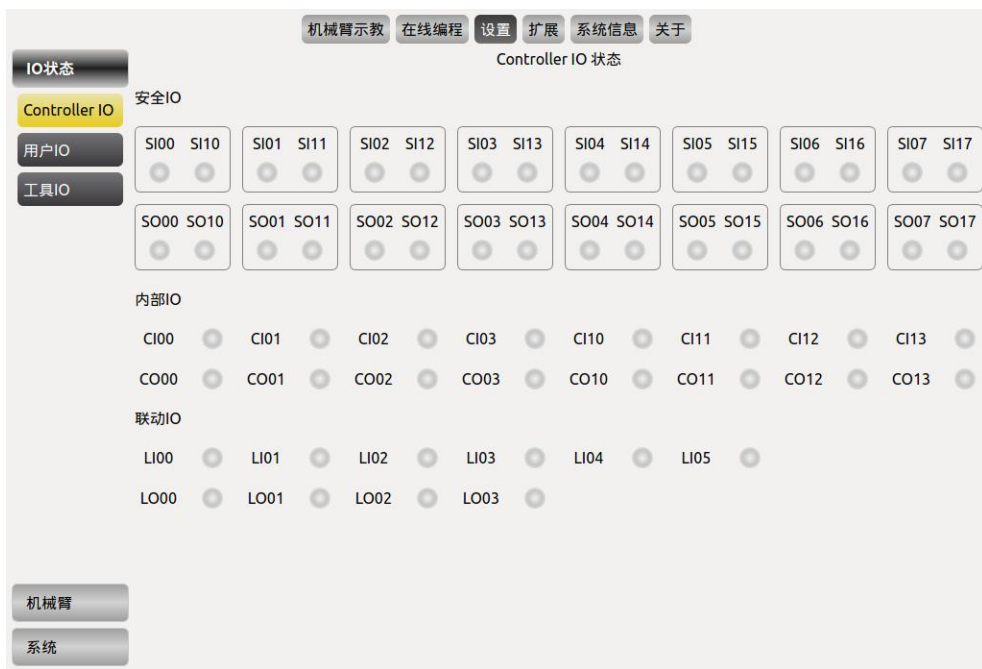 机械臂示教 在线编程 设置 扩展 系统信息 关于
Controller IO 状态
IO状态
Controller IO
用户IO
工具IO
安全IO
SI00 SI10 SI01 SI11 SI02 SI12 SI03 SI13 SI04 SI14 SI05 SI15 SI06 SI16 SI07 SI17
SO00 SO10 SO01 SO11 SO02 SO12 SO03 SO13 SO04 SO14 SO05 SO15 SO06 SO16 SO07 SO17
内部IO
CI00 CI01 CI02 CI03 CI10 CI11 CI12 CI13
CO00 CO01 CO02 CO03 CO10 CO11 CO12 CO13
联动IO
LI00 LI01 LI02 LI03 LI04 LI05
LO00 LO01 LO02 LO03
机械臂
系统